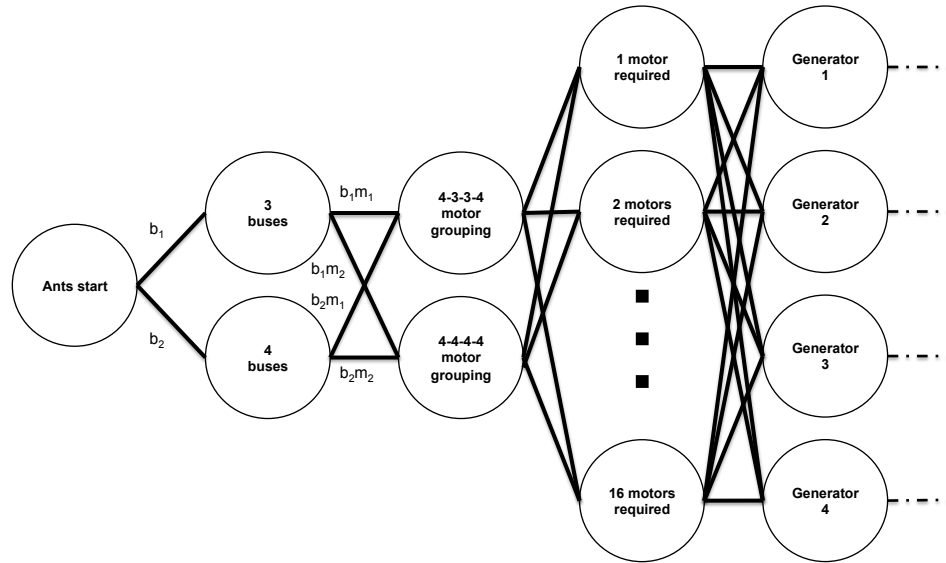 Ants start
b₁
b₂
3
buses
4
buses
b₁m₁
b₁m₂
b₂m₁
b₂m₂
4-3-3-4
motor
grouping
4-4-4-4
motor
grouping
1 motor
required
2 motors
required
16 motors
required
Generator
1
Generator
2
Generator
3
Generator
4